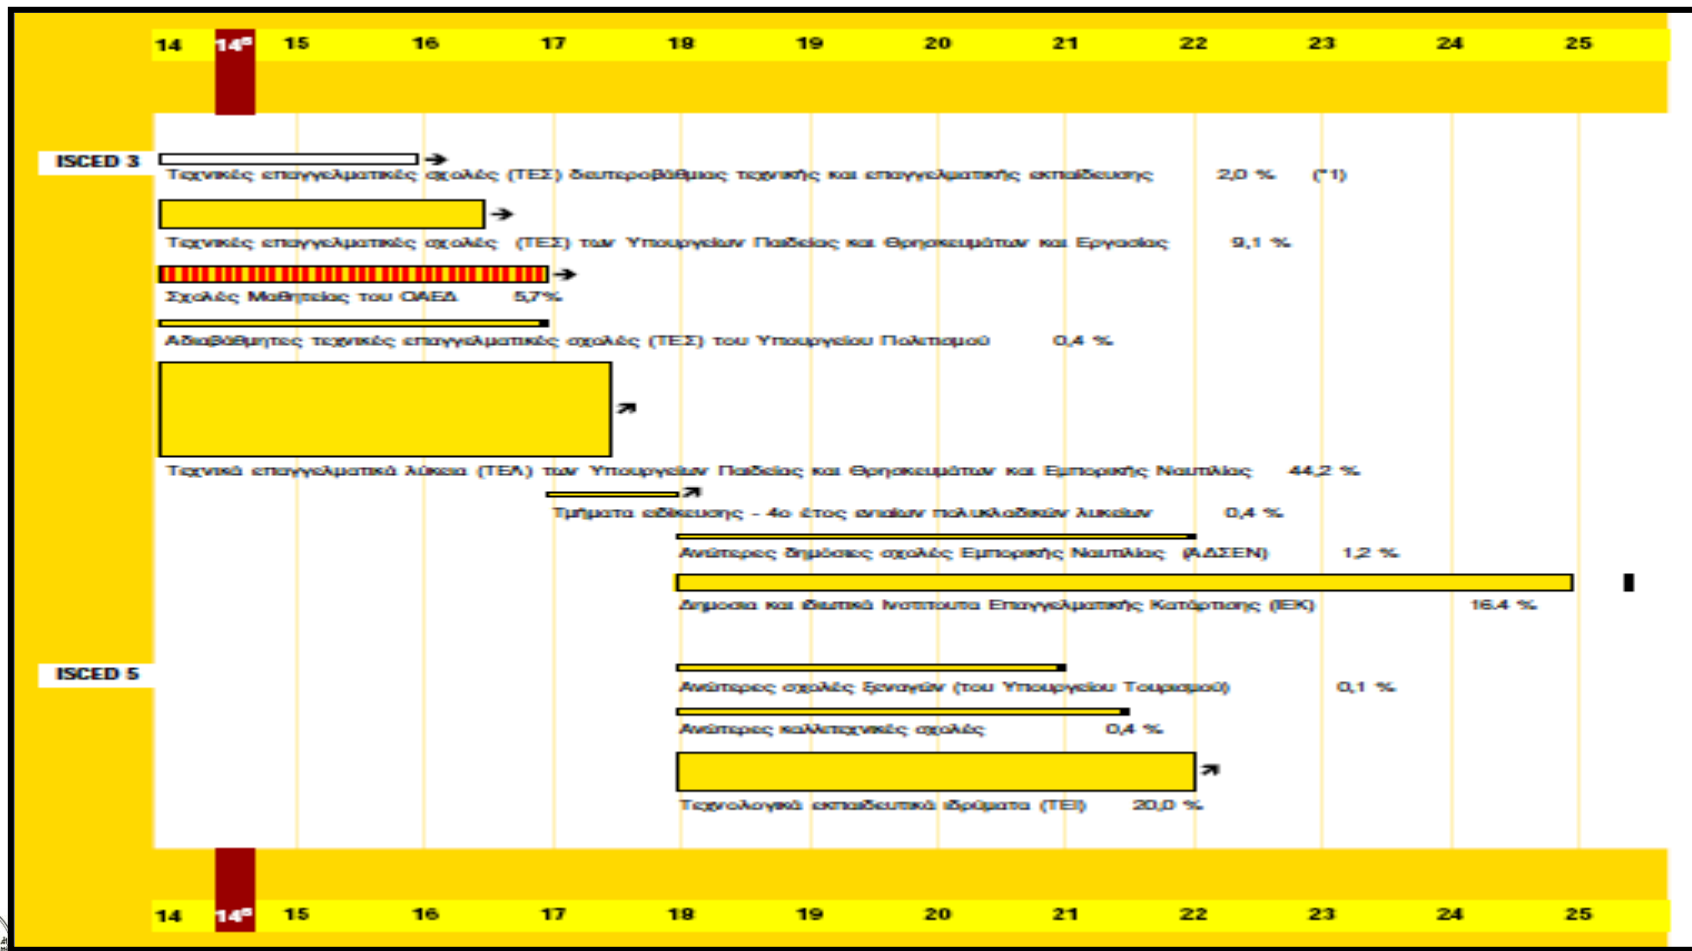 14 14⁶ 15 16 17 18 19 20 21 22 23 24 25
ISCED 3
Τεχνικές επαγγελματικές σχολές (ΤΕΣ) δευτεροβάθμιας τεχνικής και επαγγελματικής εκπαίδευσης 2,0 % (*1)
Τεχνικές επαγγελματικές σχολές (ΤΕΣ) των Υπουργείων Παιδείας και Θρησκευμάτων και Εργασίας 9,1 %
Σχολές Μαθητείας του ΟΑΕΔ 5,7%
Αδιαβάθμητες τεχνικές επαγγελματικές σχολές (ΤΕΣ) του Υπουργείου Πολιτισμού 0,4 %
Τεχνικά επαγγελματικά λύκεια (ΤΕΛ) των Υπουργείων Παιδείας και Θρησκευμάτων και Εμπορικής Ναυτιλίας 44,2 %
Τμήματα ειδίκευσης - 4ο έτος ενιαίων πολυκλαδικών λυκείων 0,4 %
Ανώτερες δημόσιες σχολές Εμπορικής Ναυτιλίας (ΑΔΣΕΝ) 1,2 %
Δημοσια και ιδιωτικά Ινστιτουτα Επαγγελματικής Κατάρτισης (ΙΕΚ) 16.4 %
ISCED 5
Ανώτερες σχολές ξεναγών (του Υπουργείου Τουρισμού) 0,1 %
Ανώτερες καλλιτεχνικές σχολές 0,4 %
Τεχνολογικά εκπαιδευτικά ιδρύματα (ΤΕΙ) 20,0 %
14 14⁶ 15 16 17 18 19 20 21 22 23 24 25